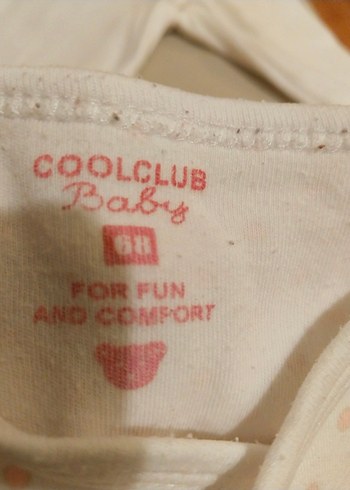 COOLCLUB
Baby
68
FOR FUN
AND COMFORT